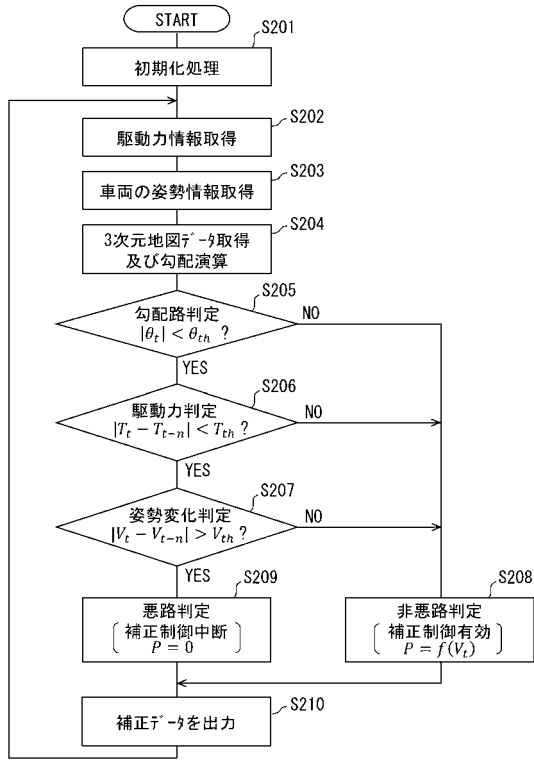 START
S201
初期化処理
S202
駆動力情報取得
S203
車両の姿勢情報取得
S204
3次元地図データ取得
及び勾配演算
S205
勾配路判定
|θt| < θth ?
NO
YES
S206
駆動力判定
|Tt − Tt−n| < Tth ?
NO
YES
S207
姿勢変化判定
|Vt − Vt−n| > Vth ?
NO
YES
S209
悪路判定
補正制御中断
P = 0
S208
非悪路判定
補正制御有効
P = f(Vt)
S210
補正データを出力